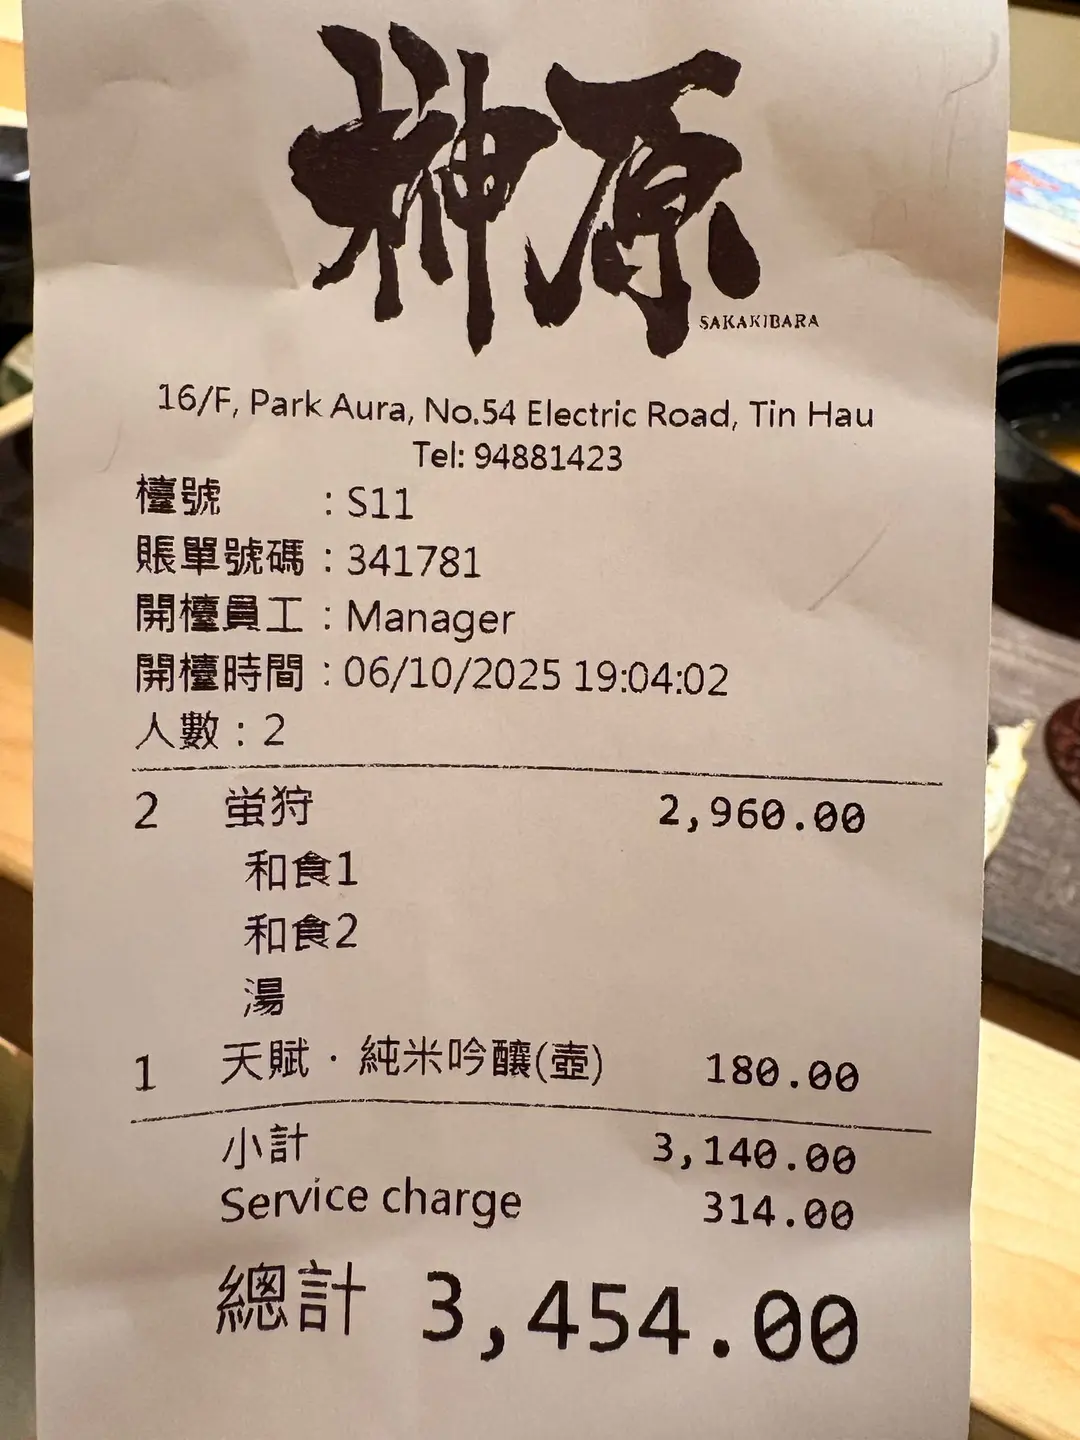 榊原
SAKAKIBARA
16/F, Park Aura, No.54 Electric Road, Tin Hau
Tel: 94881423
檯號 : S11
賬單號碼 : 341781
開檯員工 : Manager
開檯時間 : 06/10/2025 19:04:02
人數 : 2
2 蛍狩 2,960.00
和食1
和食2
湯
1 天賦．純米吟釀(壺) 180.00
小計 3,140.00
Service charge 314.00
總計 3,454.00